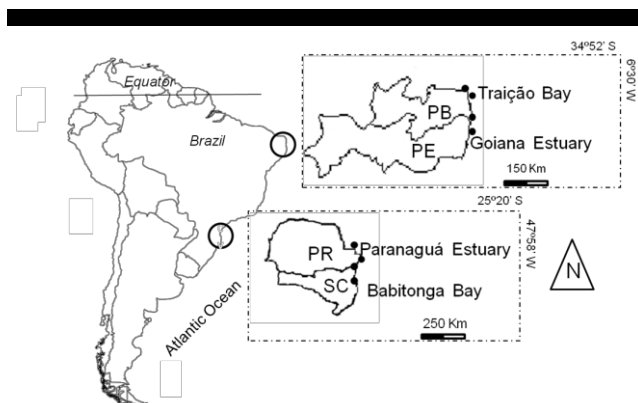 34º52' S
6º30' W
Equator
Brazil
Traição Bay
PB
Goiana Estuary
PE
150 Km
25º20' S
47º58 W
Paranaguá Estuary
PR
SC
Babitonga Bay
250 Km
Atlantic Ocean
N